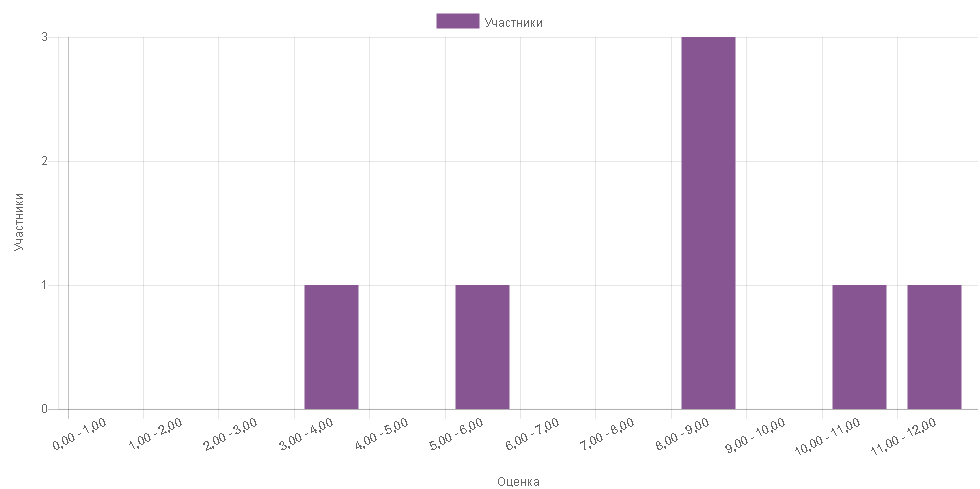 Участники
3
2
1
0
Участники
0,00 - 1,00
1,00 - 2,00
2,00 - 3,00
3,00 - 4,00
4,00 - 5,00
5,00 - 6,00
6,00 - 7,00
7,00 - 8,00
8,00 - 9,00
9,00 - 10,00
10,00 - 11,00
11,00 - 12,00
Оценка